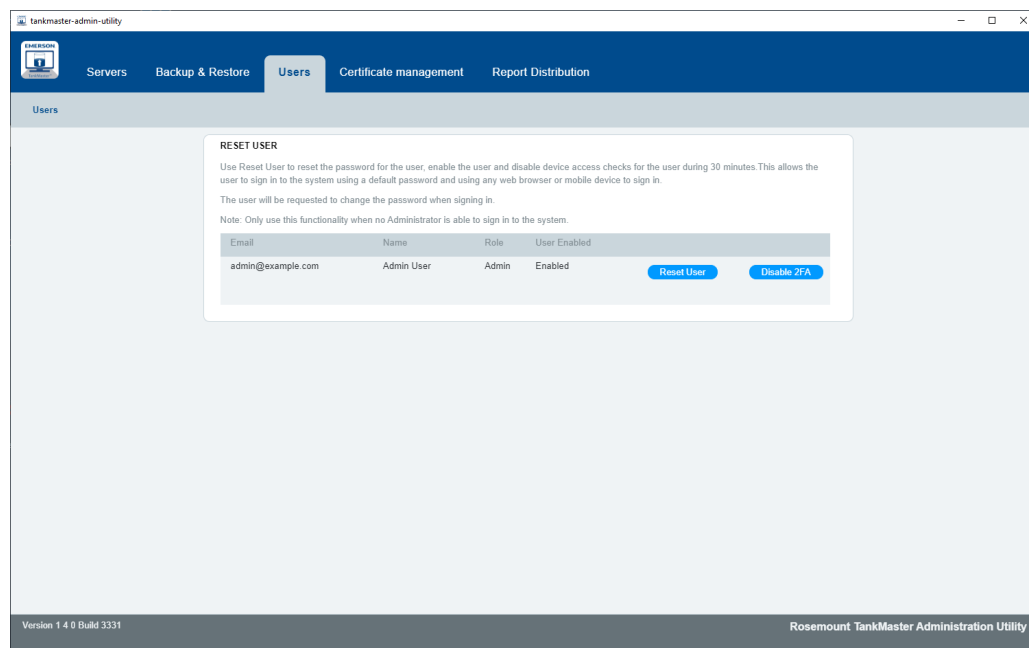 tankmaster-admin-utility
EMERSON
Servers Backup & Restore Users Certificate management Report Distribution
Users
RESET USER
Use Reset User to reset the password for the user, enable the user and disable device access checks for the user during 30 minutes.This allows the
user to sign in to the system using a default password and using any web browser or mobile device to sign in.
The user will be requested to change the password when signing in.
Note: Only use this functionality when no Administrator is able to sign in to the system.
Email Name Role User Enabled
admin@example.com Admin User Admin Enabled Reset User Disable 2FA
Version 1 4 0 Build 3331 Rosemount TankMaster Administration Utility